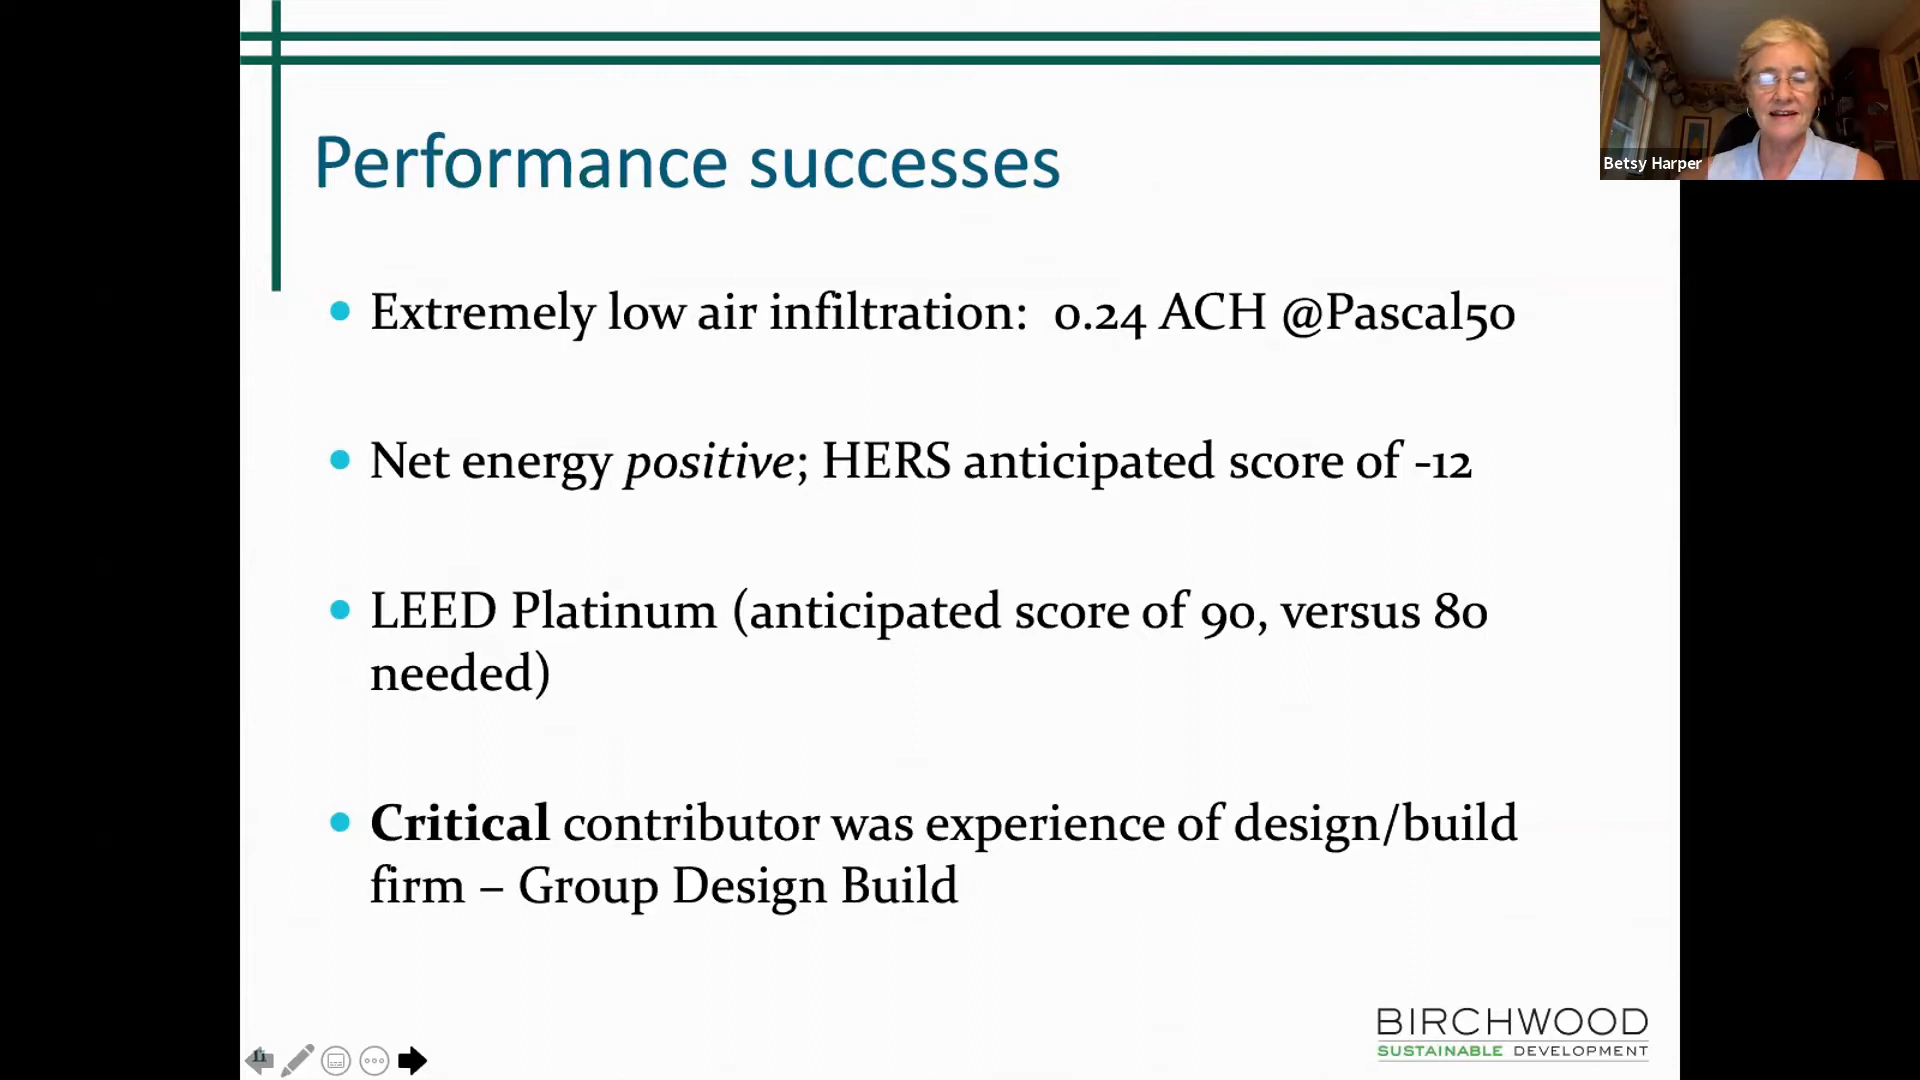 Performance successes
Betsy Harper
Extremely low air infiltration:  0.24 ACH @Pascal50
Net energy positive; HERS anticipated score of -12
LEED Platinum (anticipated score of 90, versus 80
needed)
Critical contributor was experience of design/build
firm – Group Design Build
BIRCHWOOD
SUSTAINABLE DEVELOPMENT
11